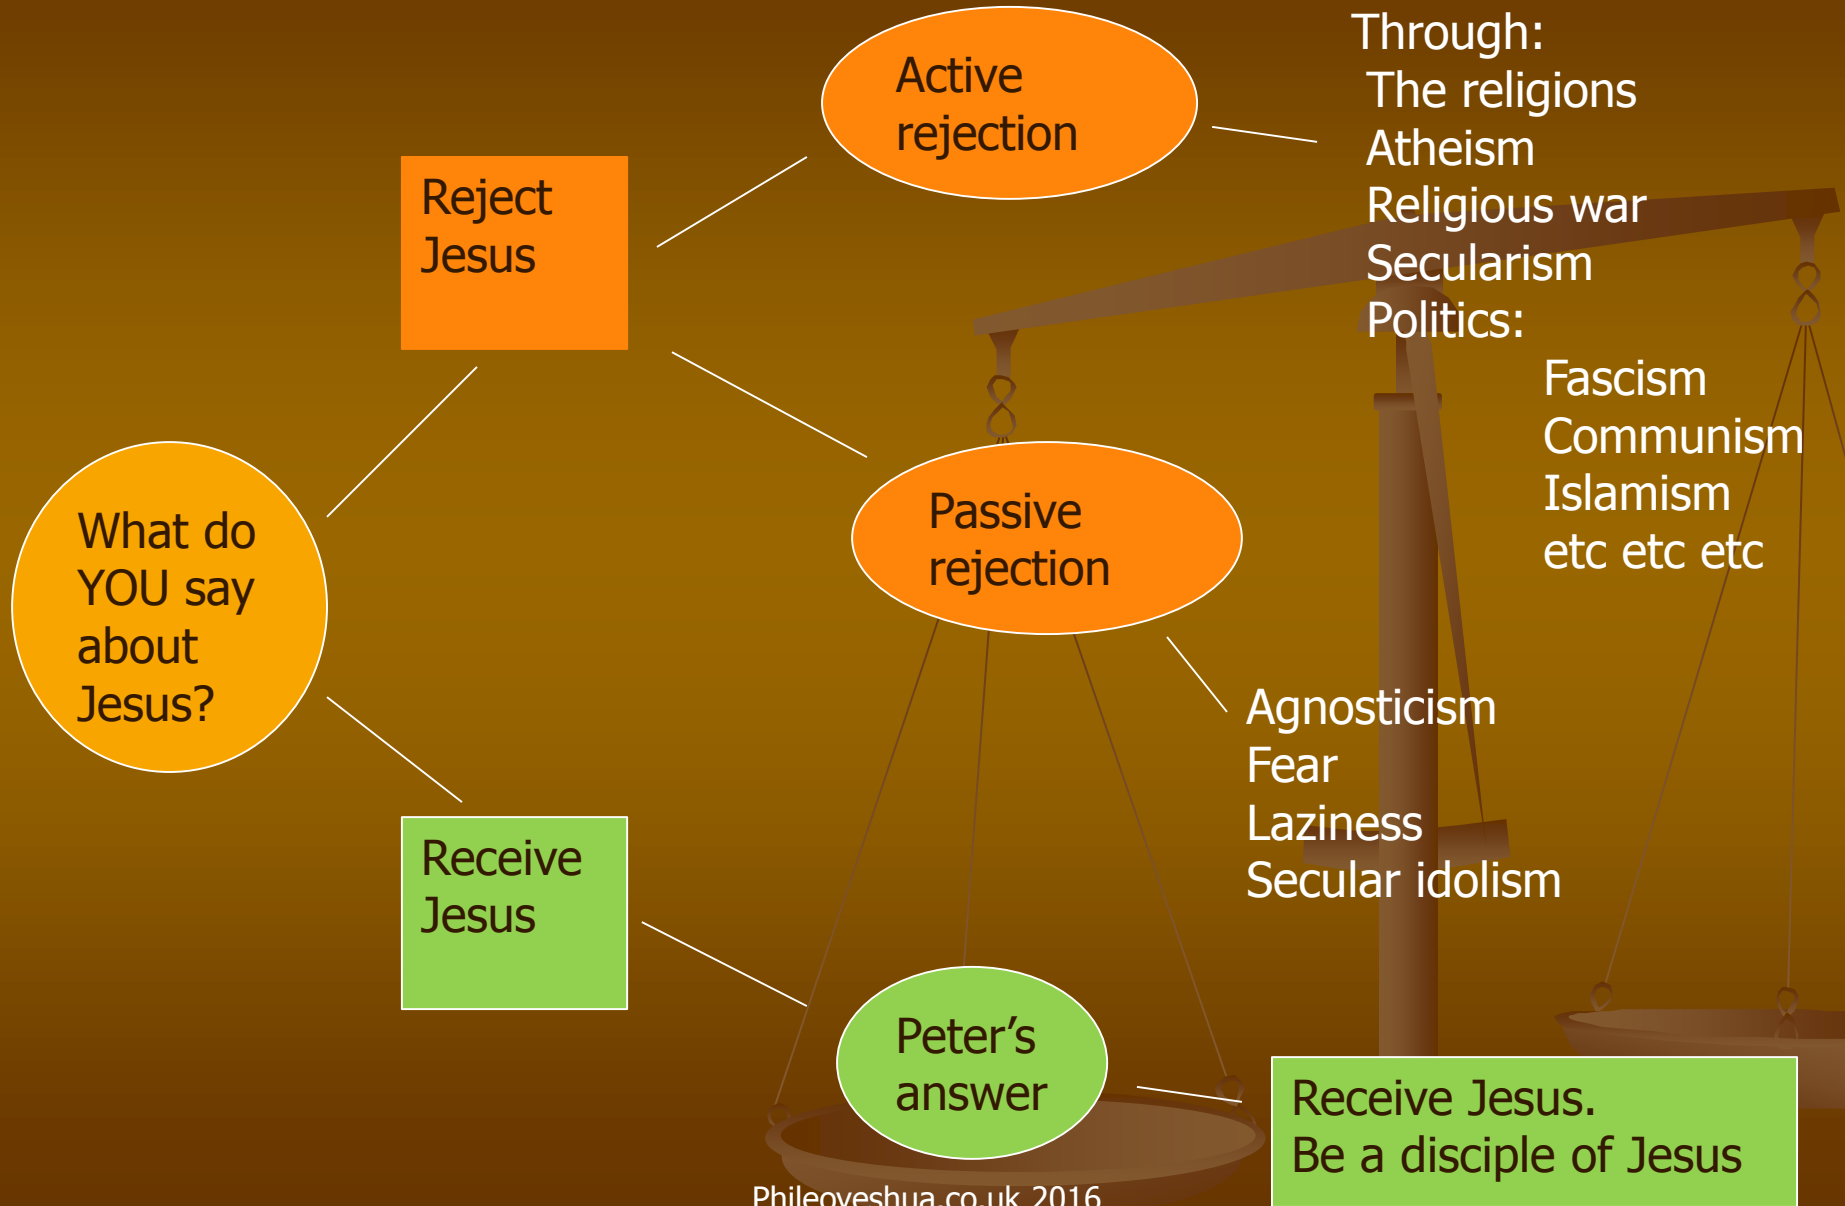 What do
YOU say
about
Jesus?
Reject
Jesus
Active
rejection
Through:
The religions
Atheism
Religious war
Secularism
Politics:
Fascism
Communism
Islamism
etc etc etc
Passive
rejection
Agnosticism
Fear
Laziness
Secular idolism
Receive
Jesus
Peter’s
answer
Receive Jesus.
Be a disciple of Jesus
Phileoyeshua.co.uk 2016